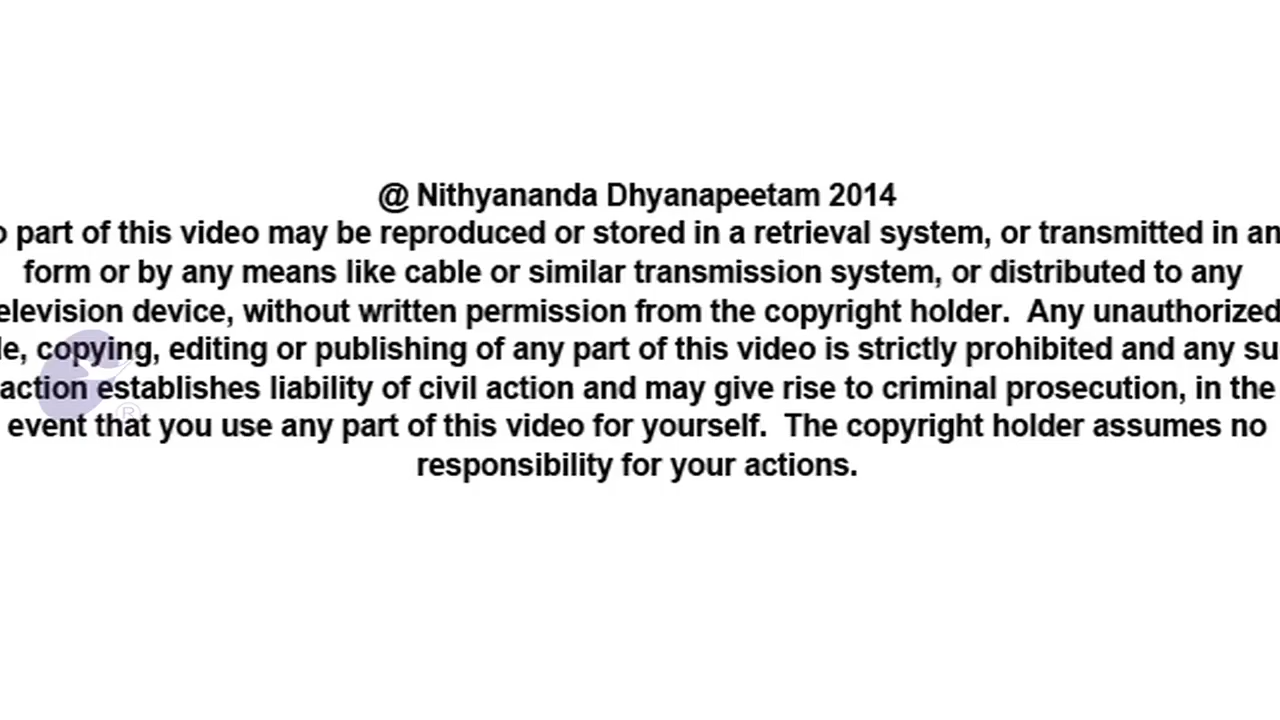 @ Nithyananda Dhyanapeetam 2014
part of this video may be reproduced or stored in a retrieval system, or transmitted in
form or by any means like cable or similar transmission system, or distributed to any
device, without written permission from the copyright holder.  Any unauthorized
copying, editing or publishing of any part of this video is strictly prohibited and any
action establishes liability of civil action and may give rise to criminal prosecution, in the
event that you use any part of this video for yourself.  The copyright holder assumes no
responsibility for your actions.
®